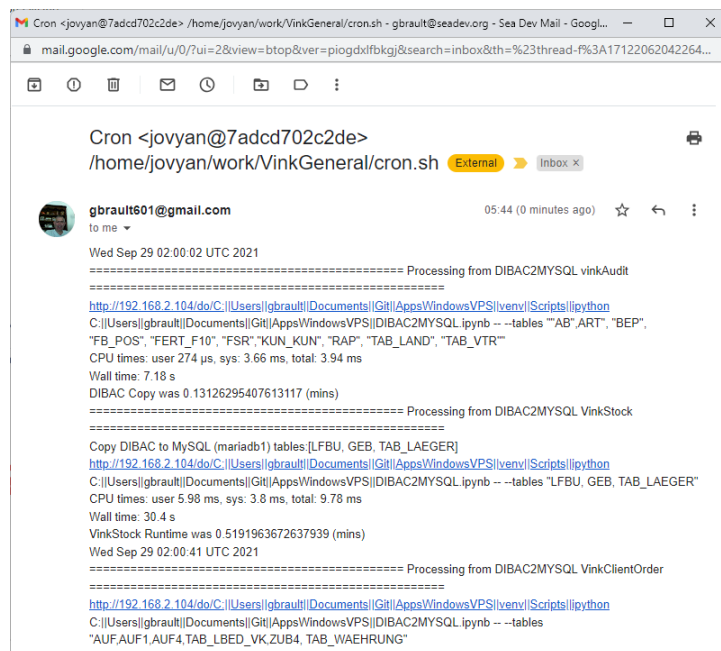 Cron <jovyan@7adcd702c2de> /home/jovyan/work/VinkGeneral/cron.sh - gbrault@seadev.org - Sea Dev Mail - Googl...
mail.google.com/mail/u/0/?ui=2&view=btop&ver=piogdxlfbkgj&search=inbox&th=%23thread-f%3A17122062042264...
Cron <jovyan@7adcd702c2de>
/home/jovyan/work/VinkGeneral/cron.sh External Inbox ×
gbrault601@gmail.com 05:44 (0 minutes ago)
to me
Wed Sep 29 02:00:02 UTC 2021
============================================== Processing from DIBAC2MYSQL vinkAudit
====================================================
http://192.168.2.104/do/C:||Users||gbrault||Documents||Git||AppsWindowsVPS||venv||Scripts||ipython
C:||Users||gbrault||Documents||Git||AppsWindowsVPS||DIBAC2MYSQL.ipynb -- --tables ""AB",ART", "BEP",
"FB_POS", "FERT_F10", "FSR","KUN_KUN", "RAP", "TAB_LAND", "TAB_VTR""
CPU times: user 274 µs, sys: 3.66 ms, total: 3.94 ms
Wall time: 7.18 s
DIBAC Copy was 0.13126295407613117 (mins)
============================================== Processing from DIBAC2MYSQL VinkStock
====================================================
Copy DIBAC to MySQL (mariadb1) tables:[LFBU, GEB, TAB_LAEGER]
http://192.168.2.104/do/C:||Users||gbrault||Documents||Git||AppsWindowsVPS||venv||Scripts||ipython
C:||Users||gbrault||Documents||Git||AppsWindowsVPS||DIBAC2MYSQL.ipynb -- --tables "LFBU, GEB, TAB_LAEGER"
CPU times: user 5.98 ms, sys: 3.8 ms, total: 9.78 ms
Wall time: 30.4 s
VinkStock Runtime was 0.5191963672637939 (mins)
Wed Sep 29 02:00:41 UTC 2021
============================================== Processing from DIBAC2MYSQL VinkClientOrder
====================================================
http://192.168.2.104/do/C:||Users||gbrault||Documents||Git||AppsWindowsVPS||venv||Scripts||ipython
C:||Users||gbrault||Documents||Git||AppsWindowsVPS||DIBAC2MYSQL.ipynb -- --tables
"AUF,AUF1,AUF4,TAB_LBED_VK,ZUB4, TAB_WAEHRUNG"